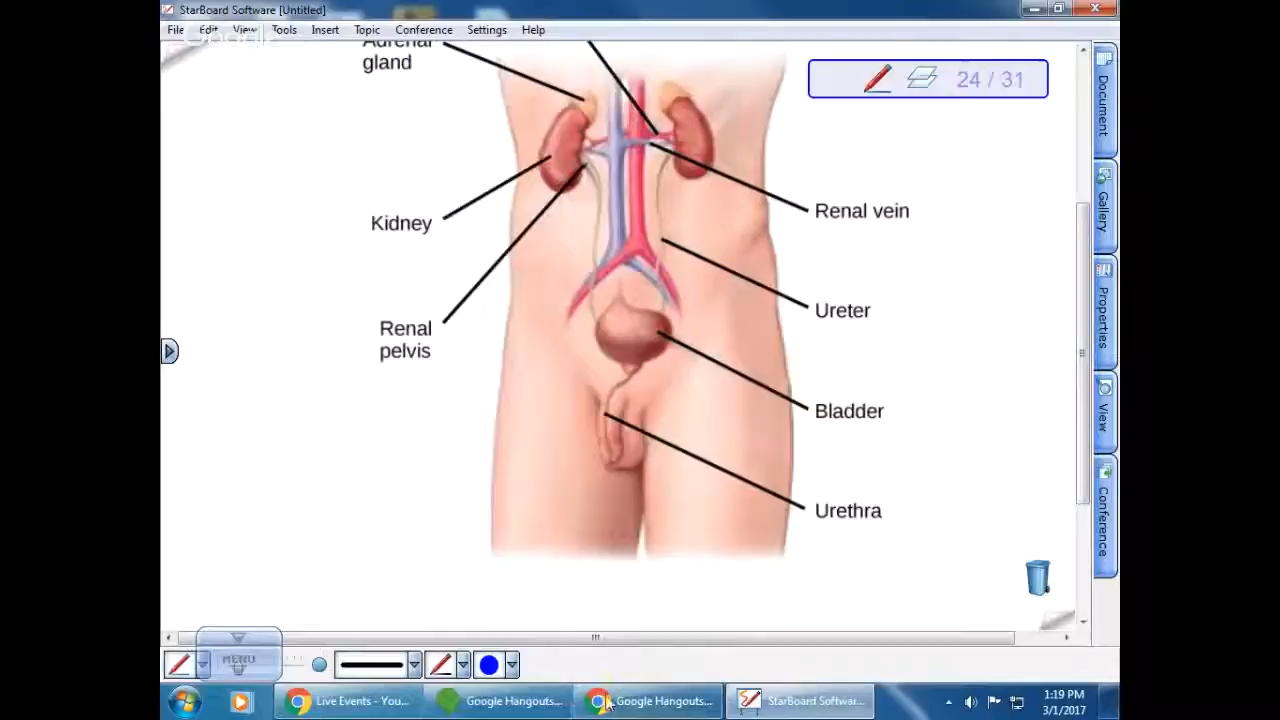 StarBoard Software [Untitled]
File Edit View Tools Insert Topic Conference Settings Help
Google
Adrenal
gland
24 / 31
Kidney
Renal vein
Renal
pelvis
Ureter
Bladder
Urethra
Document
Gallery
Properties
View
Conference
MENU
Live Events - You...
Google Hangouts...
Google Hangouts...
StarBoard Softwar...
1:19 PM
3/1/2017